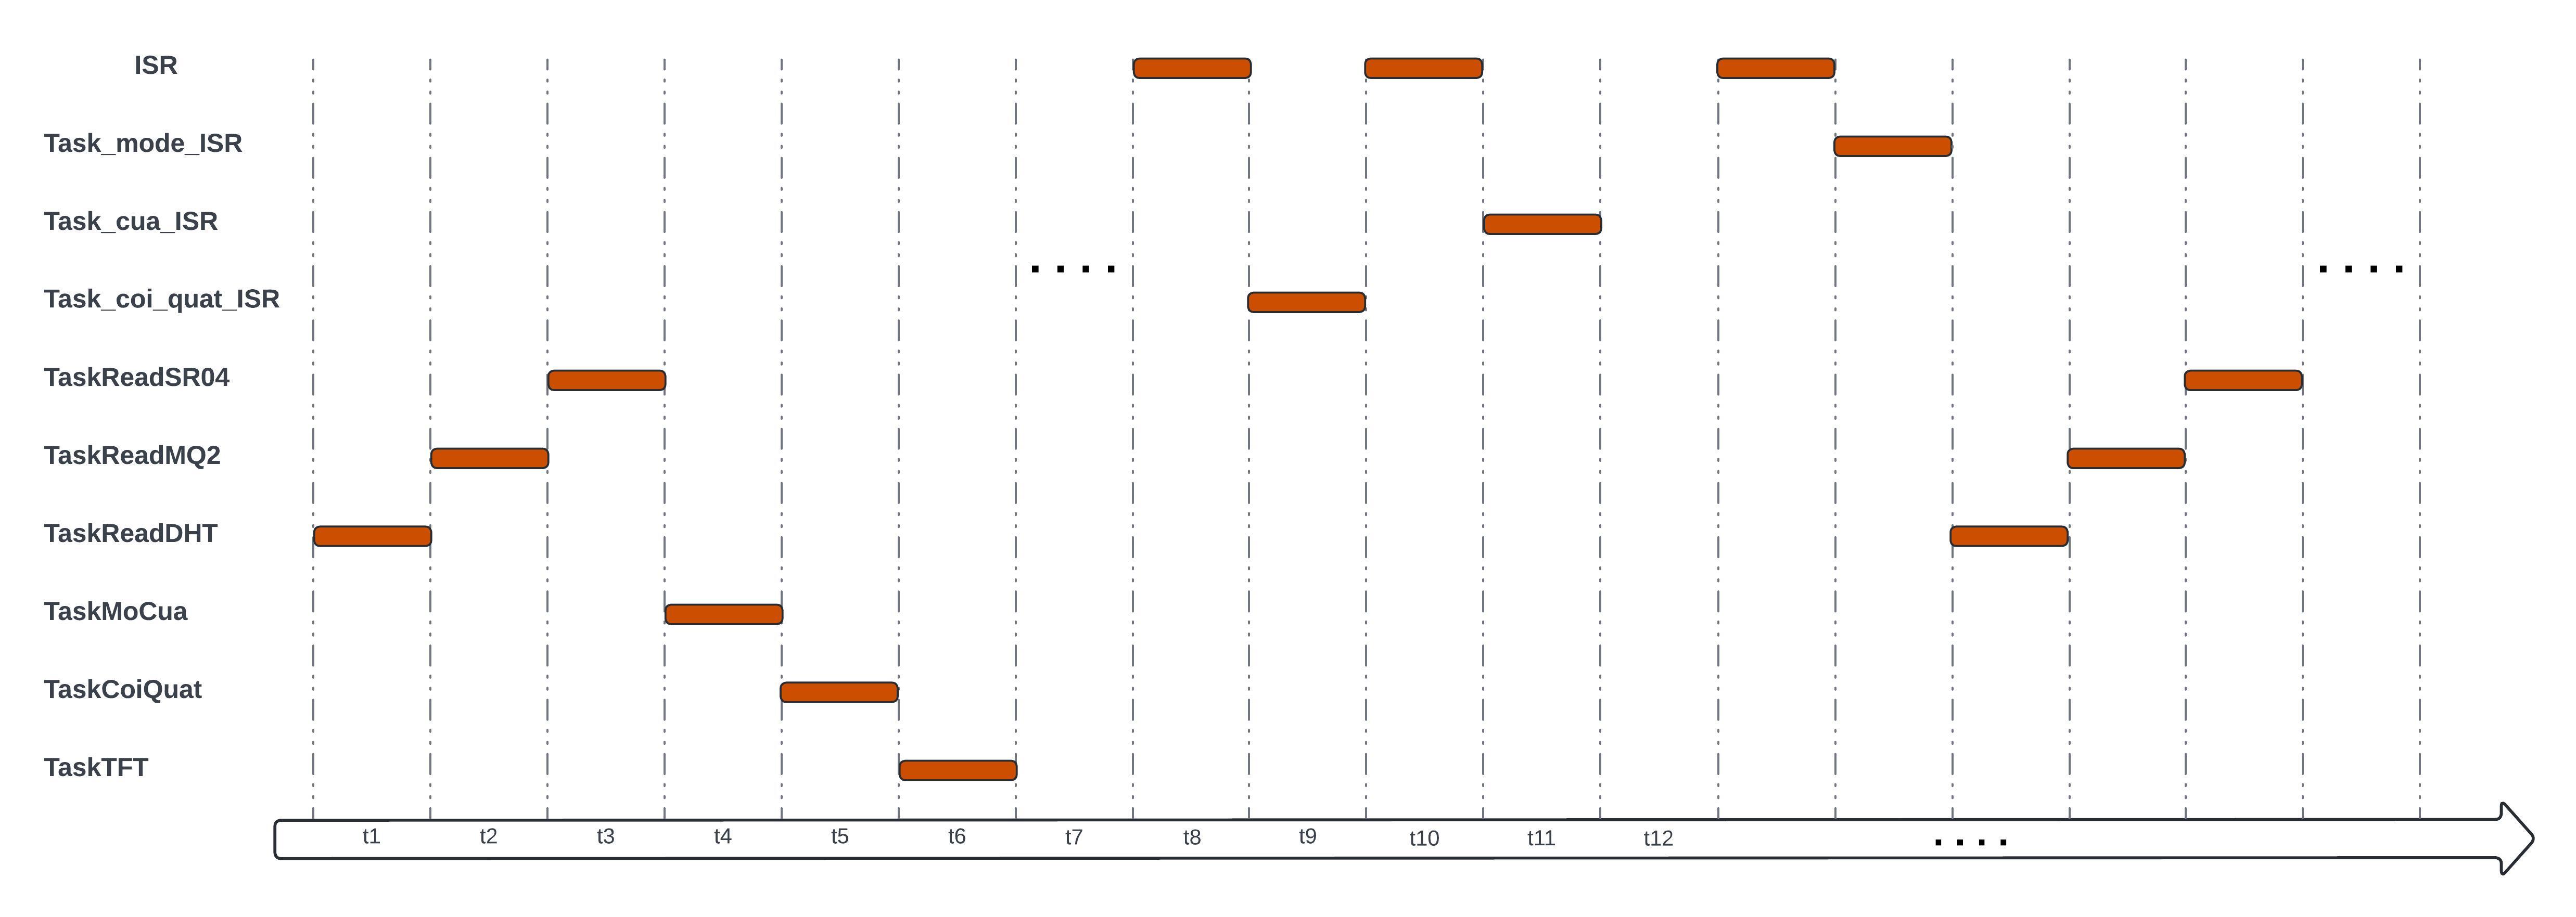 ISR
Task_mode_ISR
Task_cua_ISR
. . . .
. . . .
Task_coi_quat_ISR
TaskReadSR04
TaskReadMQ2
TaskReadDHT
TaskMoCua
TaskCoiQuat
TaskTFT
t1 t2 t3 t4 t5 t6 t7 t8 t9 t10 t11 t12 . . . .